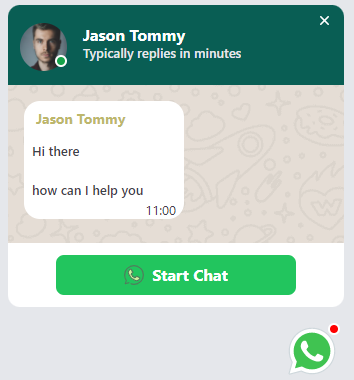 Jason Tommy
Typically replies in minutes
Jason Tommy
Hi there
how can I help you
11:00
Start Chat